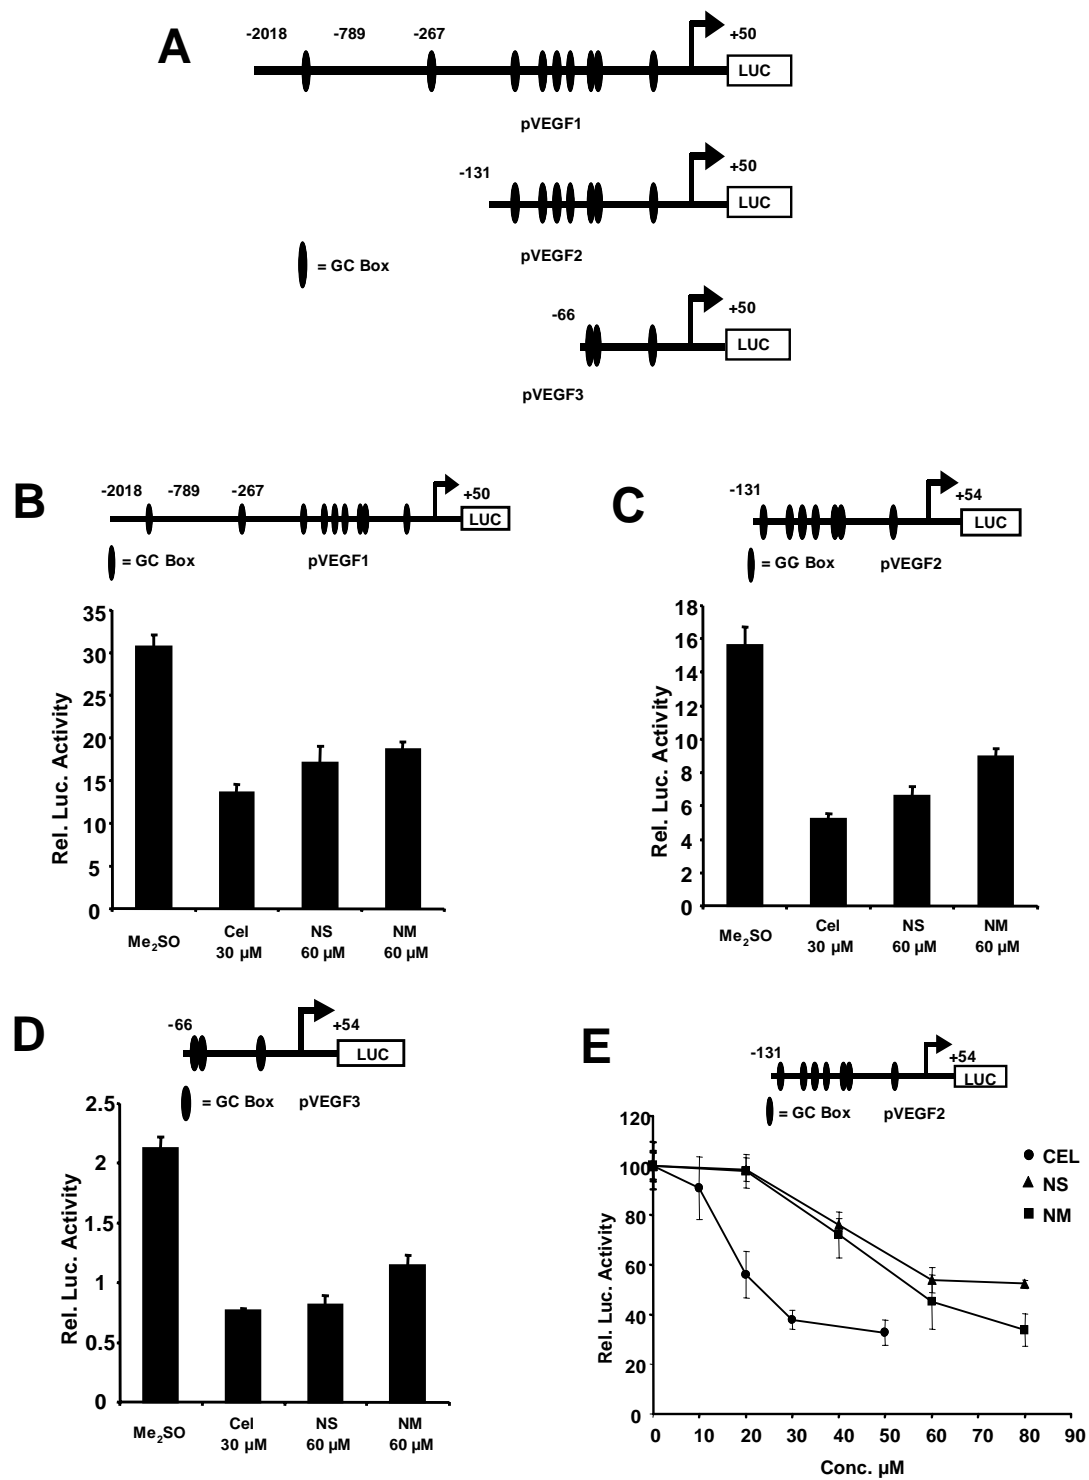 A
-2018 -789 -267 +50
LUC
pVEGF1
-131 +50
LUC
pVEGF2
= GC Box
-66 +50
LUC
pVEGF3
B
-2018 -789 -267 +50
LUC
= GC Box pVEGF1
Rel. Luc. Activity
35
30
25
20
15
10
5
0
Me2SO Cel NS NM
30 µM 60 µM 60 µM
C
-131 +54
LUC
= GC Box pVEGF2
Rel. Luc. Activity
18
16
14
12
10
8
6
4
2
0
Me2SO Cel NS NM
30 µM 60 µM 60 µM
D
-66 +54
LUC
= GC Box pVEGF3
Rel. Luc. Activity
2.5
2
1.5
1
0.5
0
Me2SO Cel NS NM
30 µM 60 µM 60 µM
E
-131 +54
LUC
= GC Box pVEGF2
Rel. Luc. Activity
120
100
80
60
40
20
0
CEL
NS
NM
0 10 20 30 40 50 60 70 80 90
Conc. µM